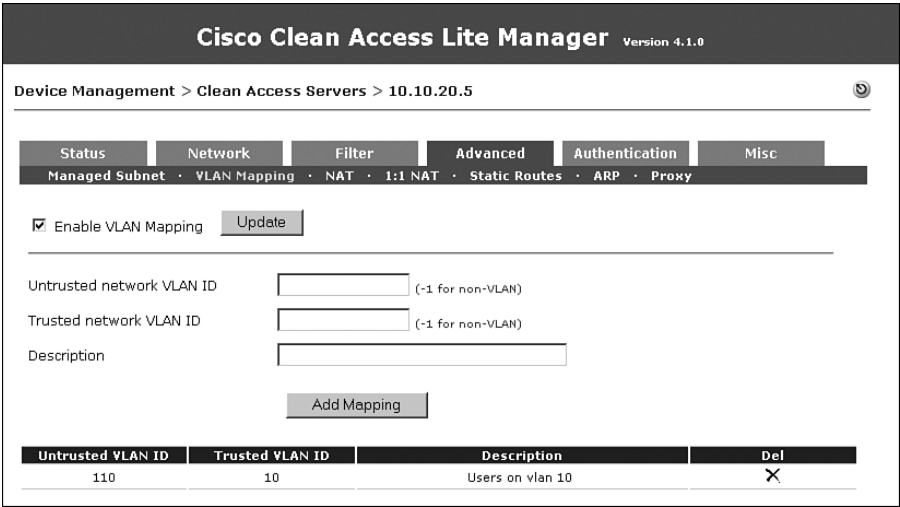 Cisco Clean Access Lite Manager Version 4.1.0
Device Management > Clean Access Servers > 10.10.20.5
Status Network Filter Advanced Authentication Misc
Managed Subnet · VLAN Mapping · NAT · 1:1 NAT · Static Routes · ARP · Proxy
Enable VLAN Mapping Update
Untrusted network VLAN ID (-1 for non-VLAN)
Trusted network VLAN ID (-1 for non-VLAN)
Description
Add Mapping
Untrusted VLAN ID Trusted VLAN ID Description Del
110 10 Users on vlan 10